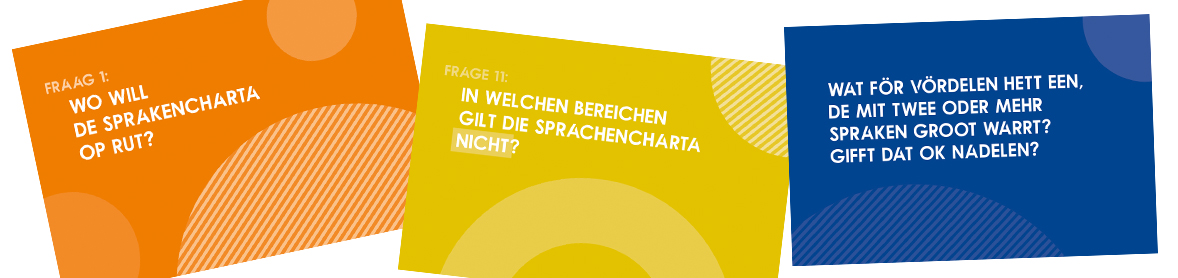 FRAAG 1:
WO WILL
DE SPRAKENCHARTA
OP RUT?
FRAGE 11:
IN WELCHEN BEREICHEN
GILT DIE SPRACHENCHARTA
NICHT?
WAT FÖR VÖRDELEN HETT EEN,
DE MIT TWEE ODER MEHR
SPRAKEN GROOT WARRT?
GIFFT DAT OK NADELEN?